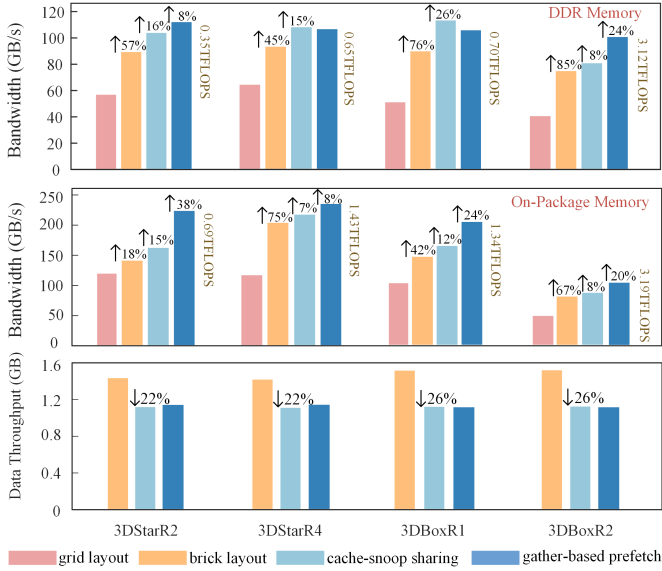 DDR Memory
Bandwidth (GB/s)
120
100
80
60
40
20
0
↑57% ↑16% ↑8% 0.35TFLOPS
↑45% ↑15% 0.65TFLOPS
↑76% ↑26% 0.70TFLOPS
↑85% ↑8% ↑24% 3.12TFLOPS
On-Package Memory
Bandwidth (GB/s)
250
200
150
100
50
0
↑18% ↑15% ↑38% 0.69TFLOPS
↑75% ↑7% ↑8% 1.43TFLOPS
↑42% ↑12% ↑24% 1.34TFLOPS
↑67% ↑8% ↑20% 3.19TFLOPS
Data Throughput (GB)
1.6
1.2
0.8
0.4
0
↓22% ↓22% ↓26% ↓26%
3DStarR2 3DStarR4 3DBoxR1 3DBoxR2
grid layout brick layout cache-snoop sharing gather-based prefetch